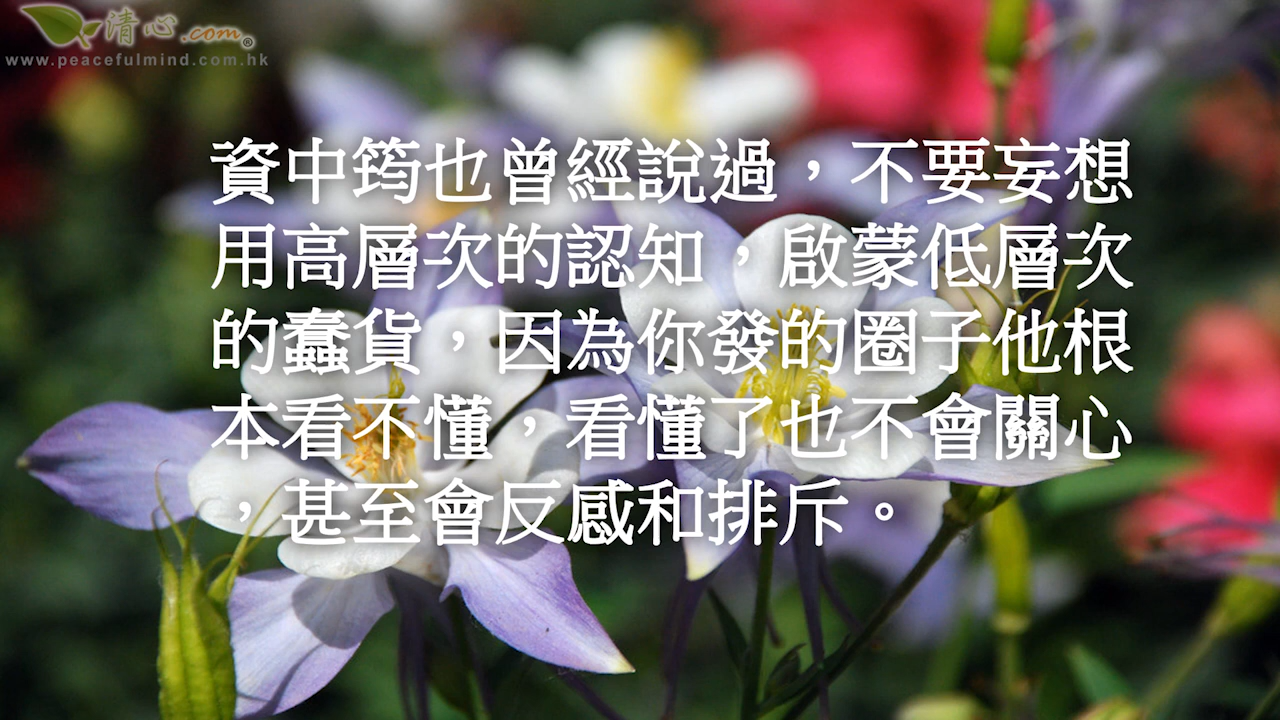 清心.com®
www.peacefulmind.com.hk
資中筠也曾經說過，不要妄想
用高層次的認知，啟蒙低層次
的蠢貨，因為你發的圈子他根
本看不懂，看懂了也不會關心
，甚至會反感和排斥。